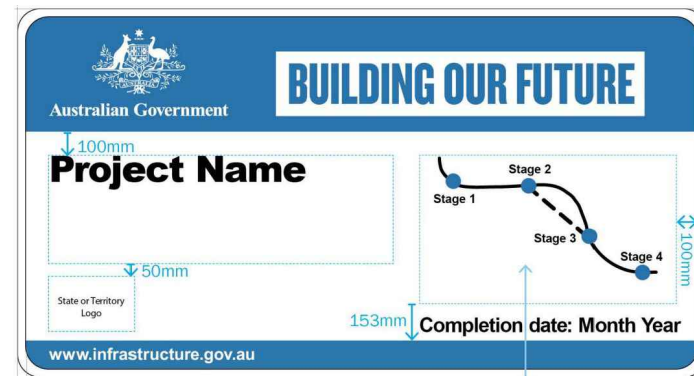 Australian Government
BUILDING OUR FUTURE
100mm
Project Name
Stage 1
Stage 2
Stage 3
Stage 4
100mm
50mm
State or Territory
Logo
153mm
Completion date: Month Year
www.infrastructure.gov.au